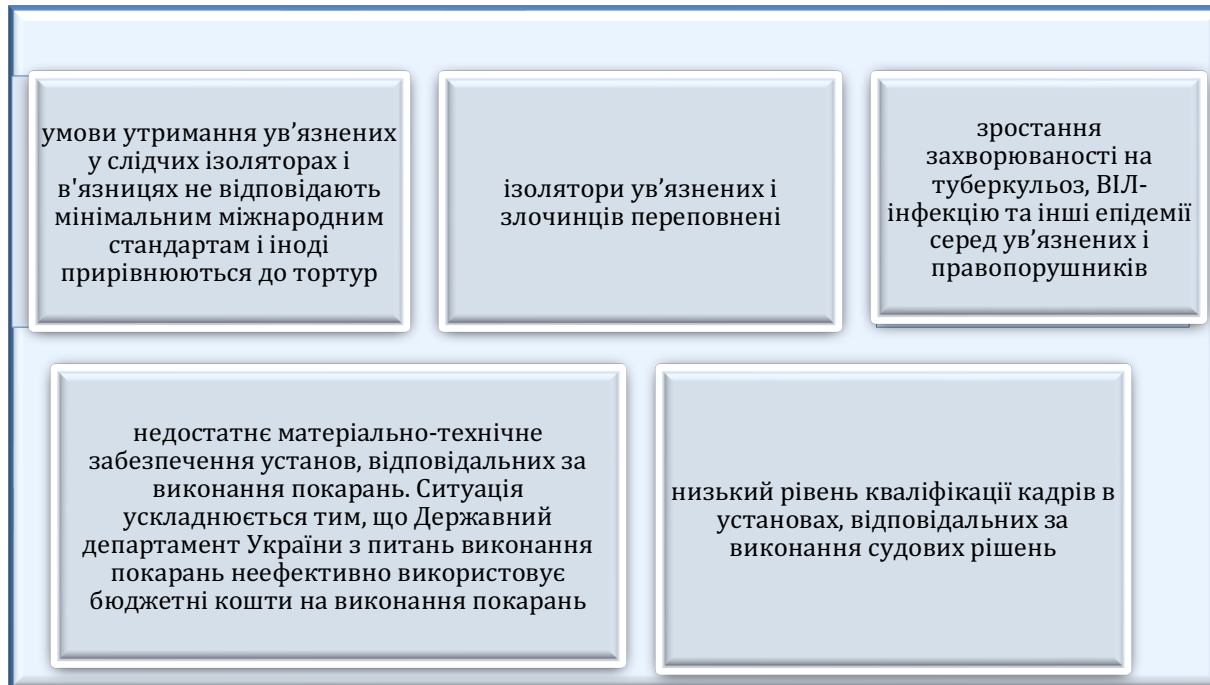 умови утримання ув’язнених
у слідчих ізоляторах і
в'язницях не відповідають
мінімальним міжнародним
стандартам і іноді
прирівнюються до тортур
ізолятори ув’язнених і
злочинців переповнені
зростання
захворюваності на
туберкульоз, ВІЛ-
інфекцію та інші епідемії
серед ув’язнених і
правопорушників
недостатнє матеріально-технічне
забезпечення установ, відповідальних за
виконання покарань. Ситуація
ускладнюється тим, що Державний
департамент України з питань виконання
покарань неефективно використовує
бюджетні кошти на виконання покарань
низький рівень кваліфікації кадрів в
установах, відповідальних за
виконання судових рішень